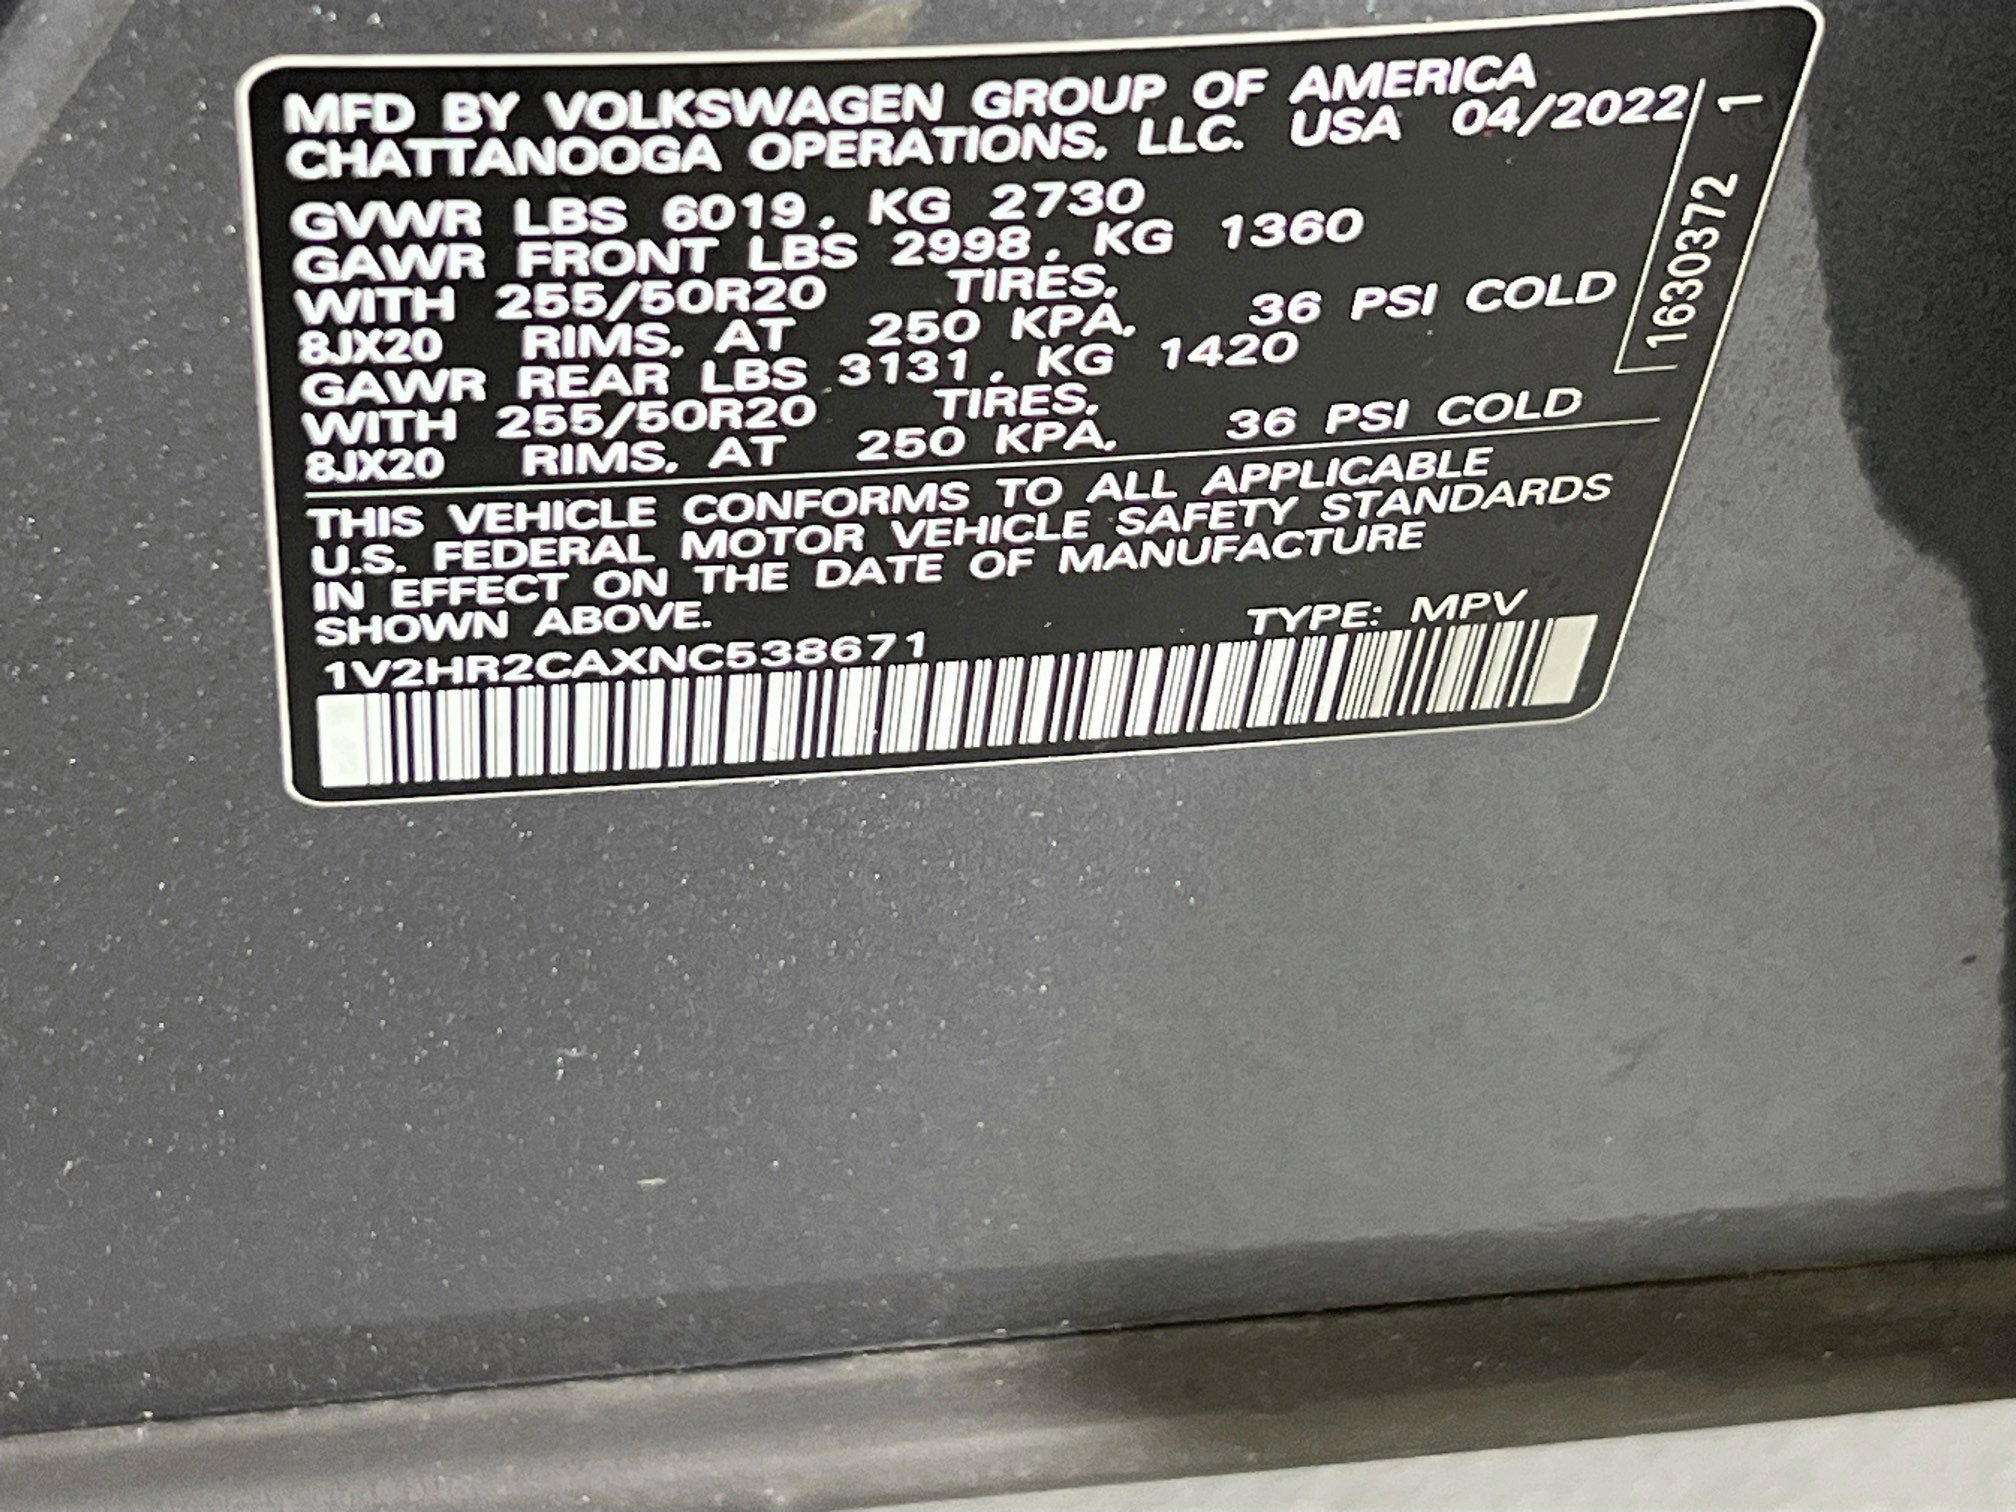 MFD BY VOLKSWAGEN GROUP OF AMERICA
CHATTANOOGA OPERATIONS, LLC. USA 04/2022
GVWR LBS 6019, KG 2730
GAWR FRONT LBS 2998, KG 1360
WITH 255/50R20 TIRES,
8JX20 RIMS, AT 250 KPA, 36 PSI COLD
GAWR REAR LBS 3131, KG 1420
WITH 255/50R20 TIRES,
8JX20 RIMS, AT 250 KPA, 36 PSI COLD
THIS VEHICLE CONFORMS TO ALL APPLICABLE
U.S. FEDERAL MOTOR VEHICLE SAFETY STANDARDS
IN EFFECT ON THE DATE OF MANUFACTURE
SHOWN ABOVE.
1V2HR2CAXNC538671 TYPE: MPV
1630372 1